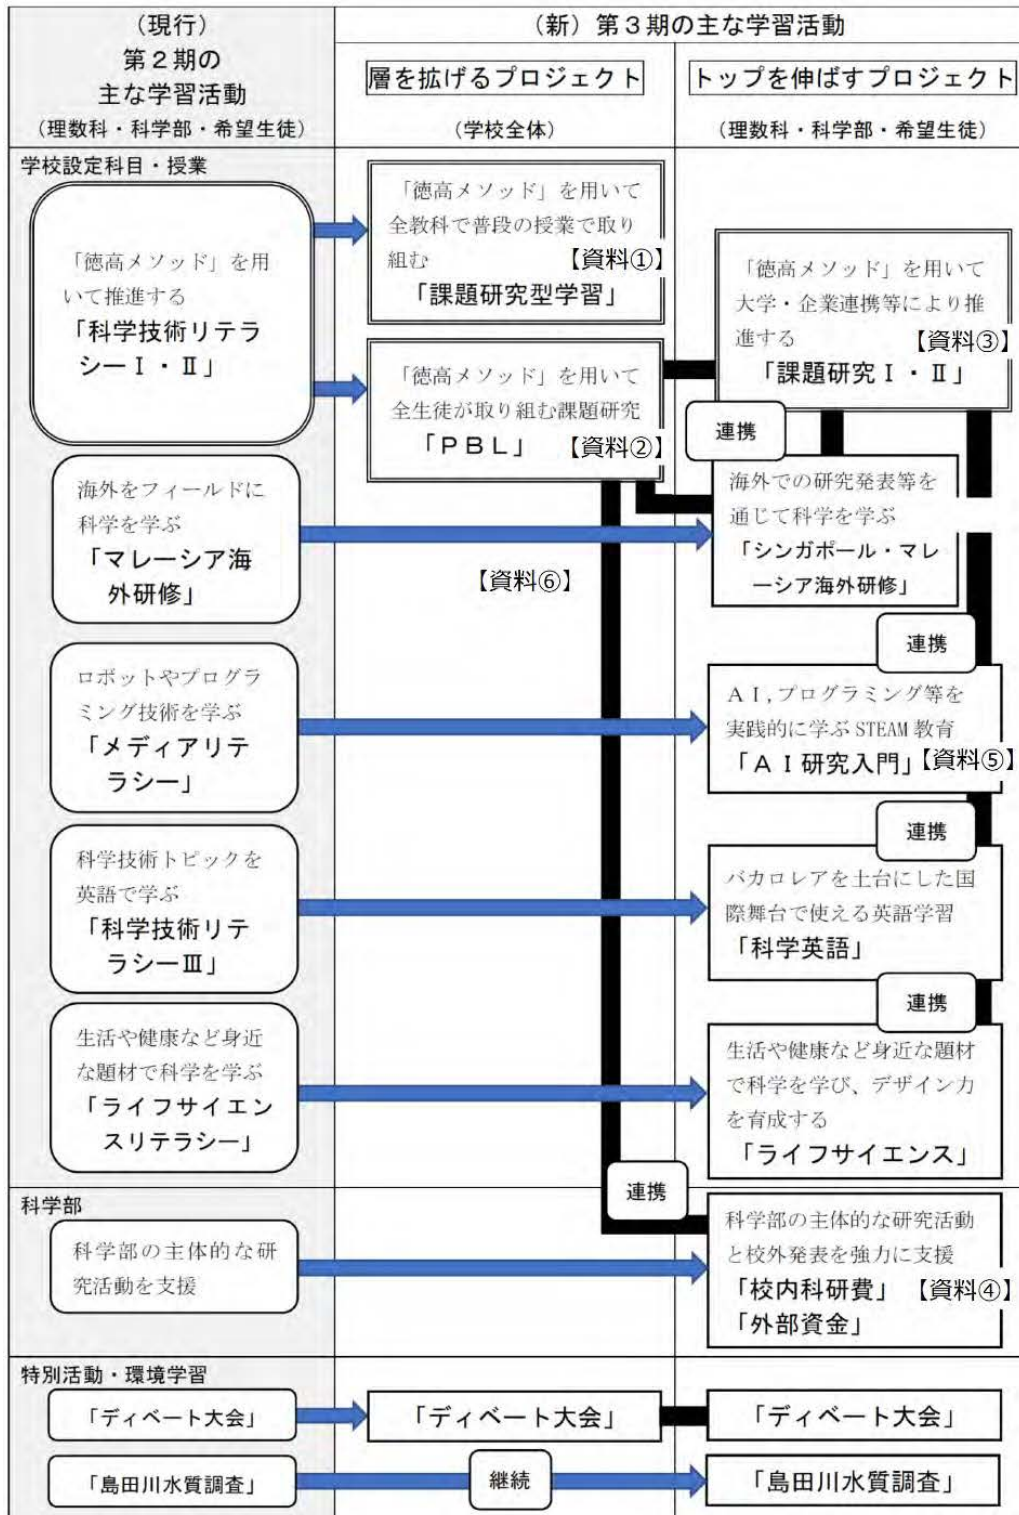 （現行）
第２期の
主な学習活動
（理数科・科学部・希望生徒）
（新）第３期の主な学習活動
層を拡げるプロジェクト
（学校全体）
トップを伸ばすプロジェクト
（理数科・科学部・希望生徒）
学校設定科目・授業
「徳高メソッド」を用
いて推進する
「科学技術リテラ
シーⅠ・Ⅱ」
「徳高メソッド」を用いて
全教科で普段の授業で取り
組む
【資料①】
「課題研究型学習」
「徳高メソッド」を用いて
全生徒が取り組む課題研究
「ＰＢＬ」
【資料②】
「徳高メソッド」を用いて
大学・企業連携等により推
進する
【資料③】
「課題研究Ⅰ・Ⅱ」
連携
海外をフィールドに
科学を学ぶ
「マレーシア海
外研修」
【資料⑥】
海外での研究発表等を
通じて科学を学ぶ
「シンガポール・マレ
ーシア海外研修」
連携
ロボットやプログラ
ミング技術を学ぶ
「メディアリテ
ラシー」
ＡＩ,プログラミング等を
実践的に学ぶ STEAM 教育
「ＡＩ研究入門」
【資料⑤】
連携
科学技術トピックを
英語で学ぶ
「科学技術リテ
ラシーⅢ」
バカロレアを土台にした国
際舞台で使える英語学習
「科学英語」
連携
生活や健康など身近
な題材で科学を学ぶ
「ライフサイエン
スリテラシー」
生活や健康など身近な題材
で科学を学び、デザイン力
を育成する
「ライフサイエンス」
連携
科学部
科学部の主体的な研
究活動を支援
科学部の主体的な研究活動
と校外発表を強力に支援
「校内科研費」
【資料④】
「外部資金」
特別活動・環境学習
「ディベート大会」
「ディベート大会」
「ディベート大会」
「島田川水質調査」
継続
「島田川水質調査」